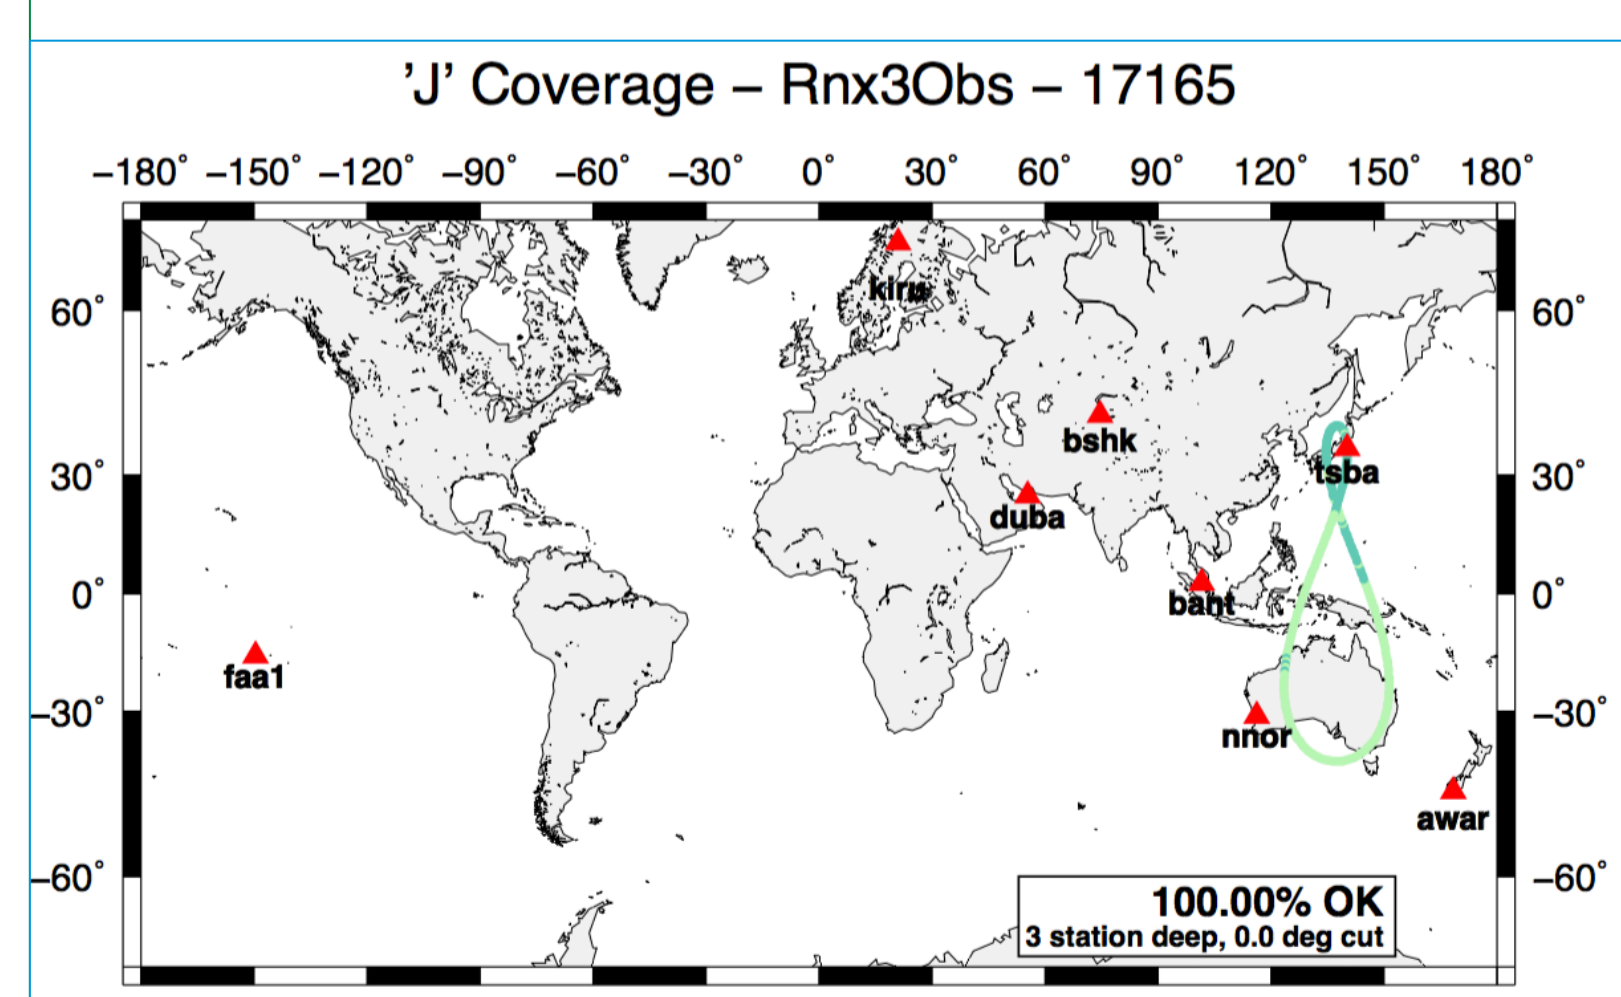 'J' Coverage – Rnx3Obs – 17165
−180° −150° −120° −90° −60° −30° 0° 30° 60° 90° 120° 150° 180°
kiru
60° 60°
bshk
tsba
30° 30°
duba
0° 0°
baht
faa1
−30° −30°
nnor
awar
−60° −60°
100.00% OK
3 station deep, 0.0 deg cut